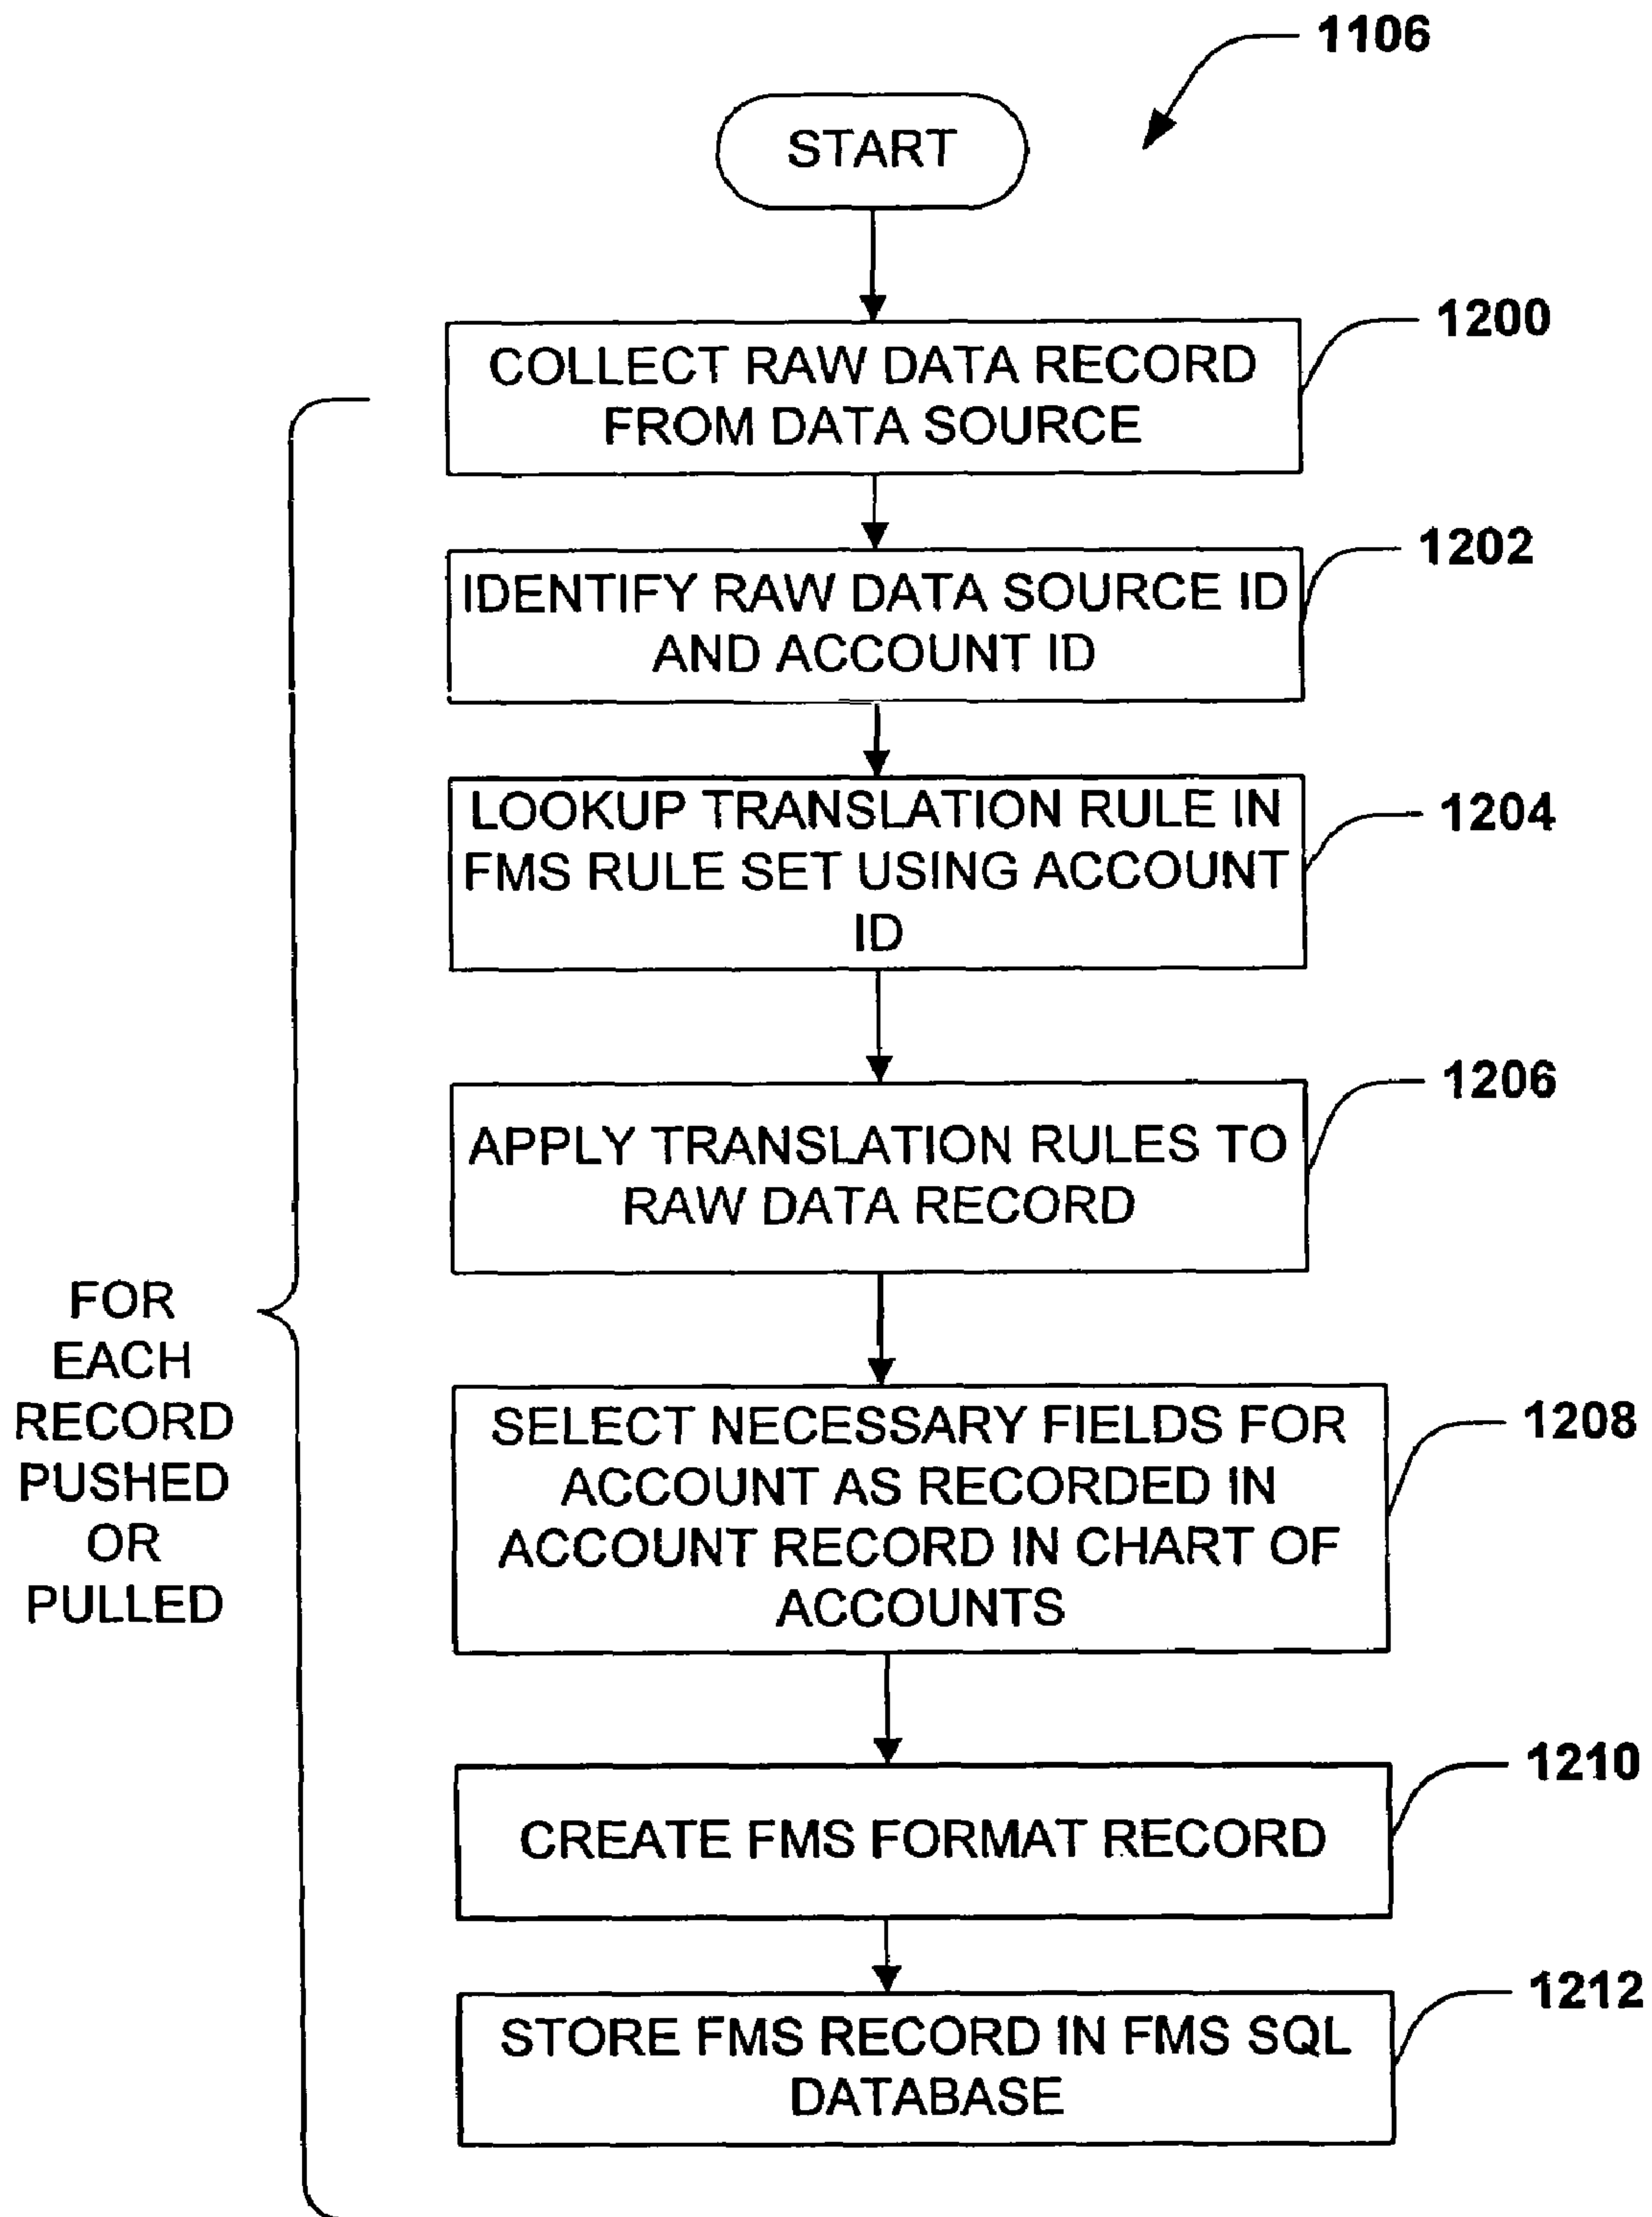 1106
START
1200
COLLECT RAW DATA RECORD
FROM DATA SOURCE
1202
IDENTIFY RAW DATA SOURCE ID
AND ACCOUNT ID
1204
LOOKUP TRANSLATION RULE IN
FMS RULE SET USING ACCOUNT
ID
1206
APPLY TRANSLATION RULES TO
RAW DATA RECORD
FOR
EACH
RECORD
PUSHED
OR
PULLED
1208
SELECT NECESSARY FIELDS FOR
ACCOUNT AS RECORDED IN
ACCOUNT RECORD IN CHART OF
ACCOUNTS
1210
CREATE FMS FORMAT RECORD
1212
STORE FMS RECORD IN FMS SQL
DATABASE